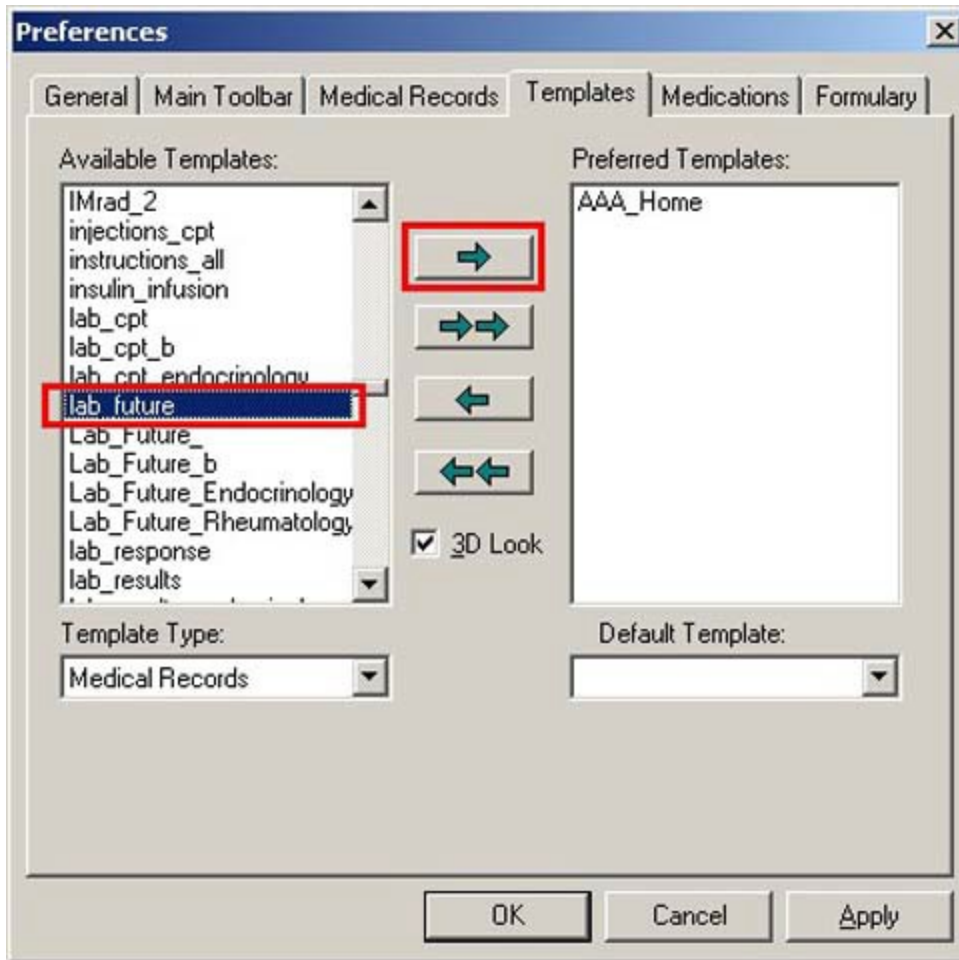 Preferences
General Main Toolbar Medical Records Templates Medications Formulary
Available Templates:
IMrad_2
injections_cpt
instructions_all
insulin_infusion
lab_cpt
lab_cpt_b
lab_cpt_endocrinology
lab_future
Lab_Future_
Lab_Future_b
Lab_Future_Endocrinology
Lab_Future_Rheumatology
lab_response
lab_results
Template Type:
Medical Records
3D Look
Preferred Templates:
AAA_Home
Default Template:
OK Cancel Apply